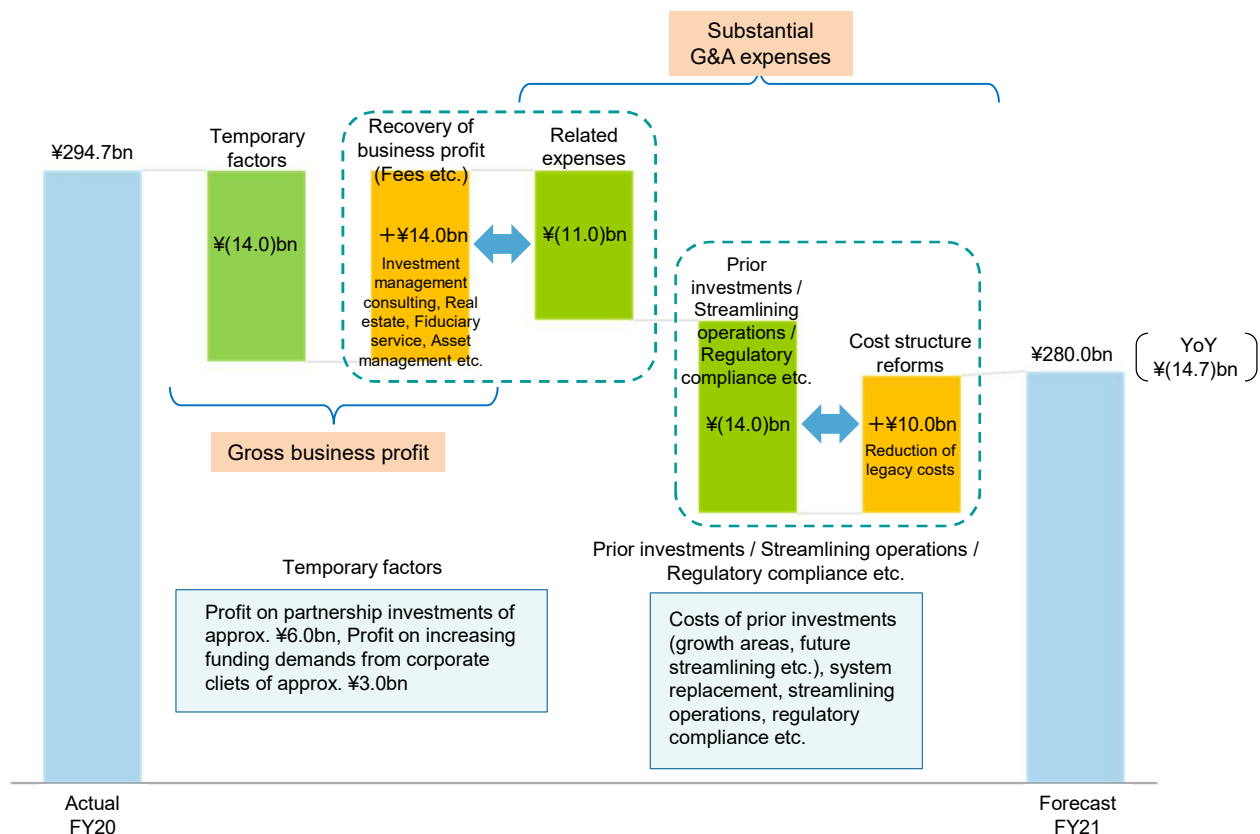 Substantial
G&A expenses
¥294.7bn
Temporary
factors
¥(14.0)bn
Recovery of
business profit
(Fees etc.)
＋¥14.0bn
Investment
management
consulting, Real
estate, Fiduciary
service, Asset
management etc.
Related
expenses
¥(11.0)bn
Gross business profit
Prior
investments /
Streamlining
operations /
Regulatory
compliance etc.
¥(14.0)bn
Cost structure
reforms
＋¥10.0bn
Reduction of
legacy costs
¥280.0bn
YoY
¥(14.7)bn
Temporary factors
Profit on partnership investments of
approx. ¥6.0bn, Profit on increasing
funding demands from corporate
cliets of approx. ¥3.0bn
Prior investments / Streamlining operations /
Regulatory compliance etc.
Costs of prior investments
(growth areas, future
streamlining etc.), system
replacement, streamlining
operations, regulatory
compliance etc.
Actual
FY20
Forecast
FY21